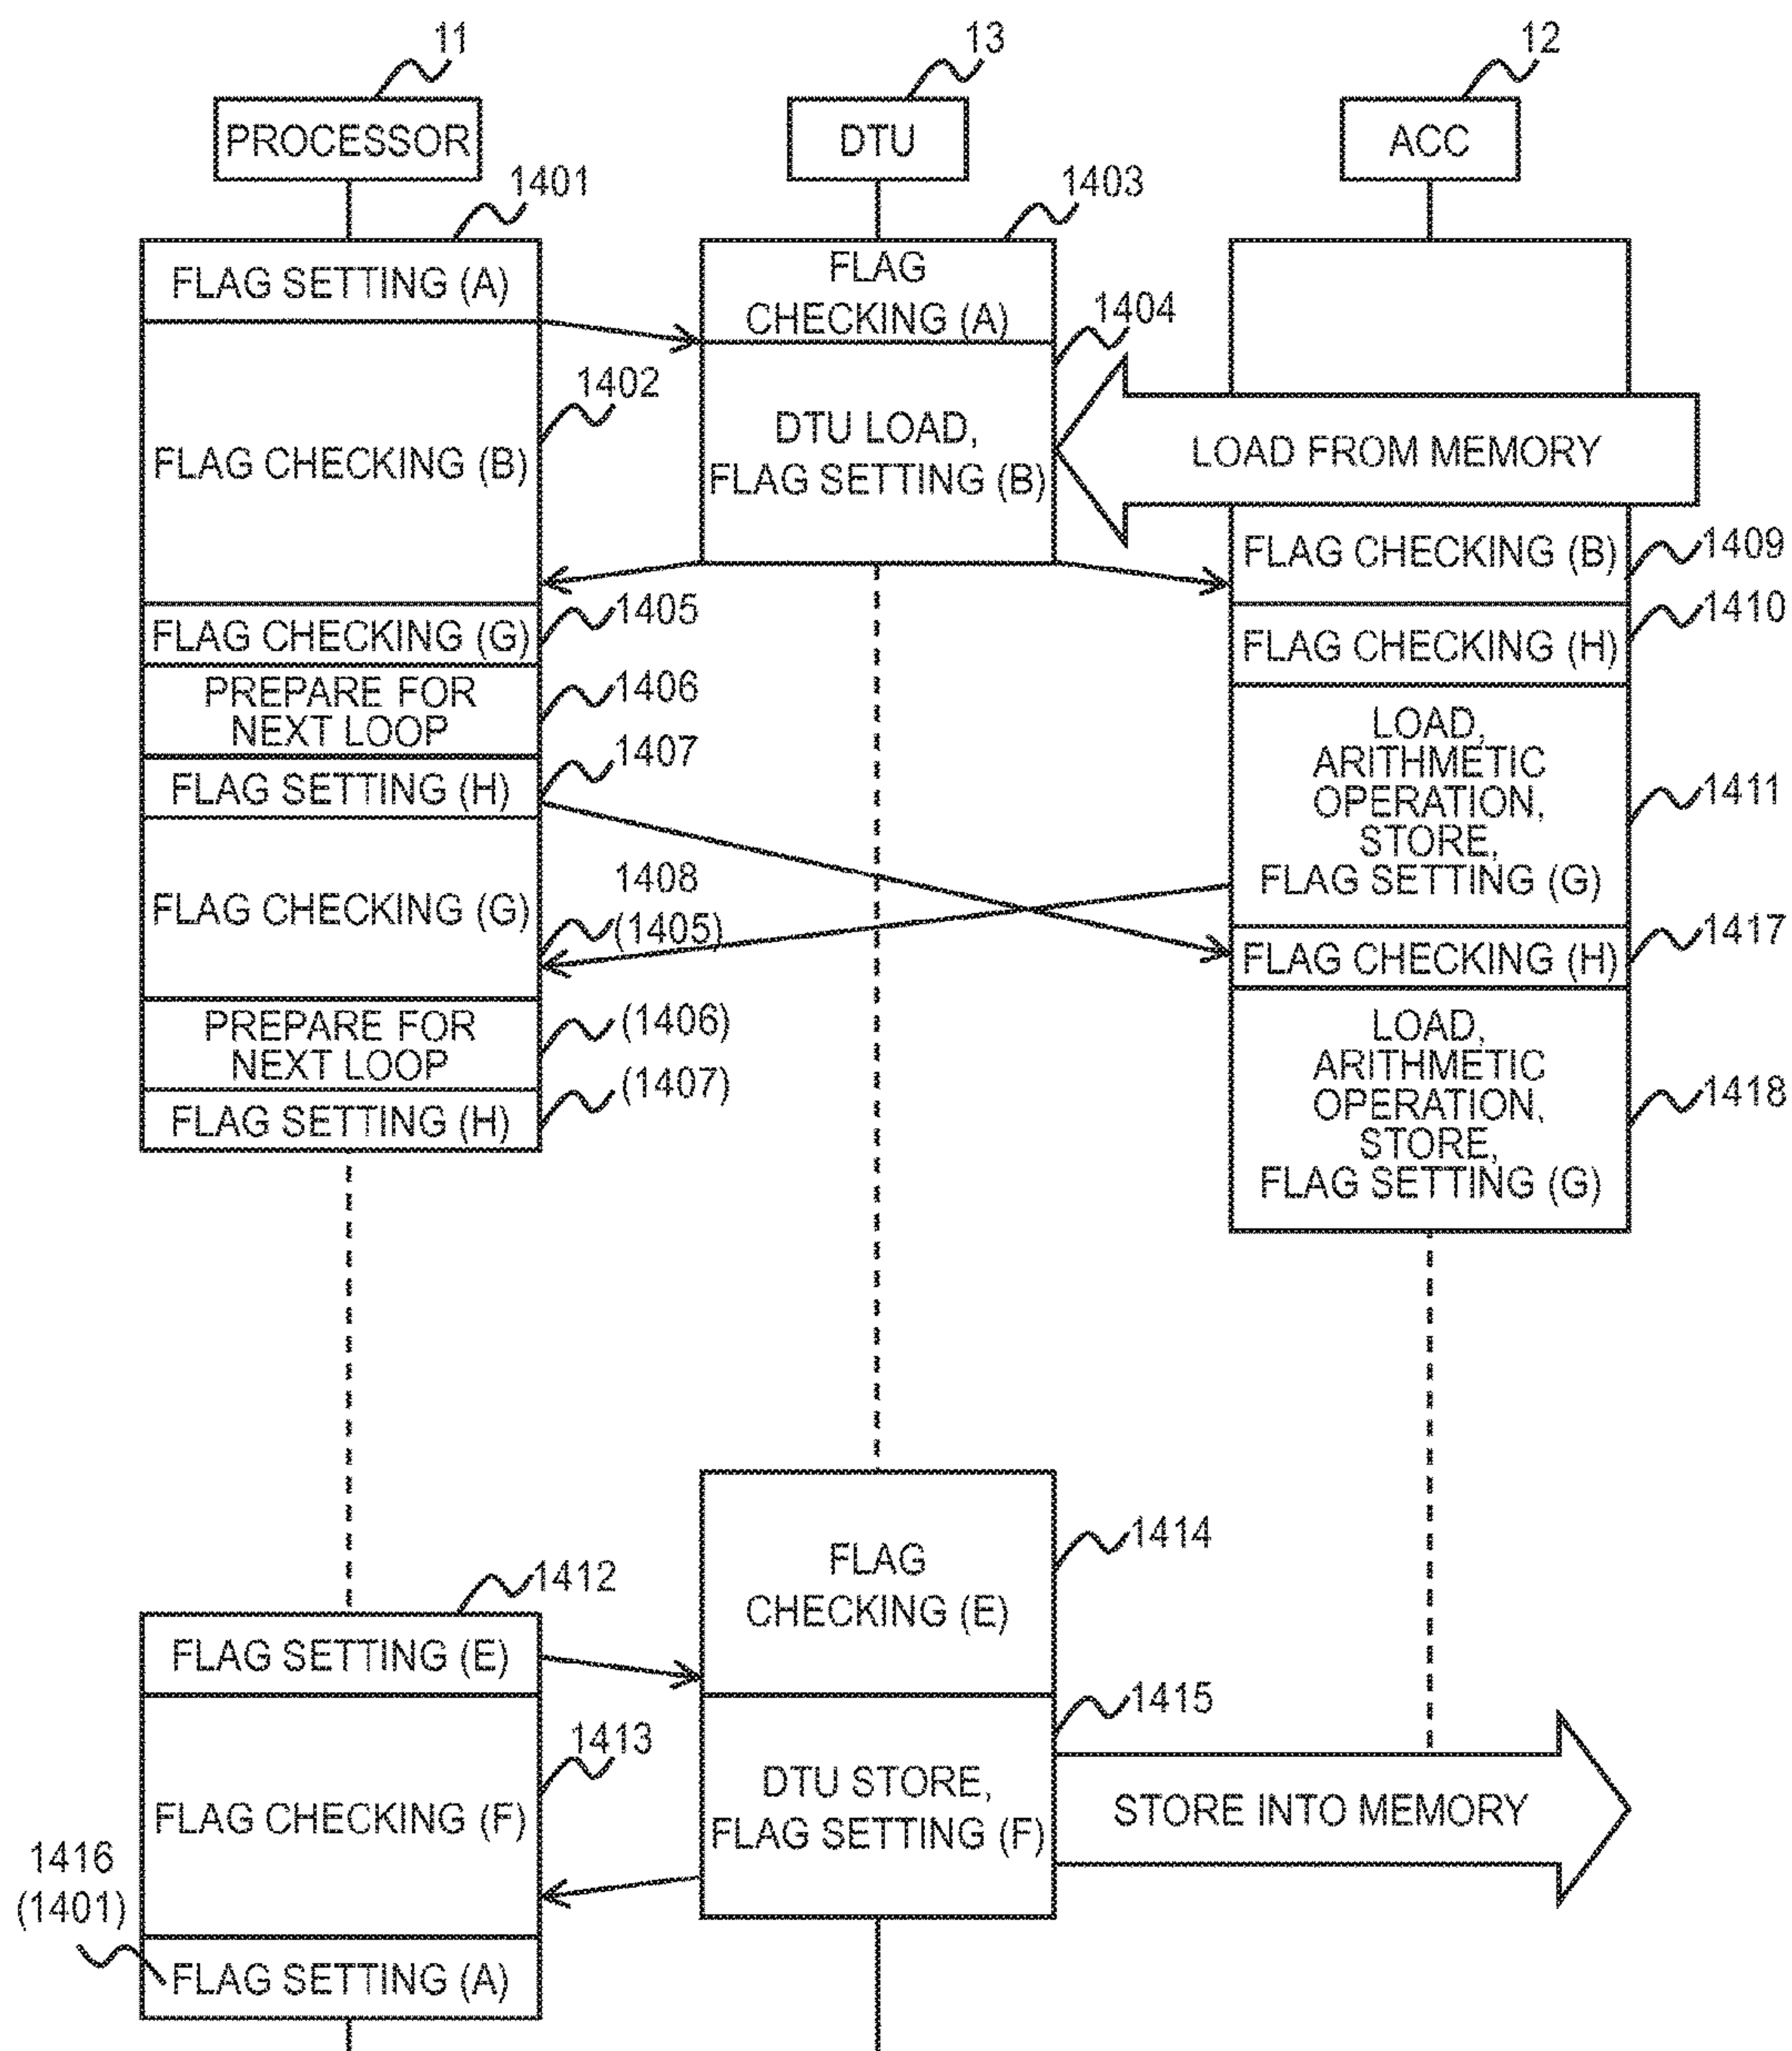 11
13
12
PROCESSOR
DTU
ACC
1401
1403
FLAG SETTING (A)
FLAG
CHECKING (A)
1404
1402
FLAG CHECKING (B)
DTU LOAD,
FLAG SETTING (B)
LOAD FROM MEMORY
FLAG CHECKING (B)
1409
1405
1410
FLAG CHECKING (G)
FLAG CHECKING (H)
1406
PREPARE FOR
NEXT LOOP
1407
LOAD,
ARITHMETIC
OPERATION,
STORE,
FLAG SETTING (G)
1411
FLAG SETTING (H)
FLAG CHECKING (G)
1408
(1405)
1417
FLAG CHECKING (H)
PREPARE FOR
NEXT LOOP
(1406)
LOAD,
ARITHMETIC
OPERATION,
STORE,
FLAG SETTING (G)
(1407)
1418
FLAG SETTING (H)
1414
FLAG
CHECKING (E)
1412
FLAG SETTING (E)
1415
1413
DTU STORE,
FLAG SETTING (F)
STORE INTO MEMORY
FLAG CHECKING (F)
1416
(1401)
FLAG SETTING (A)